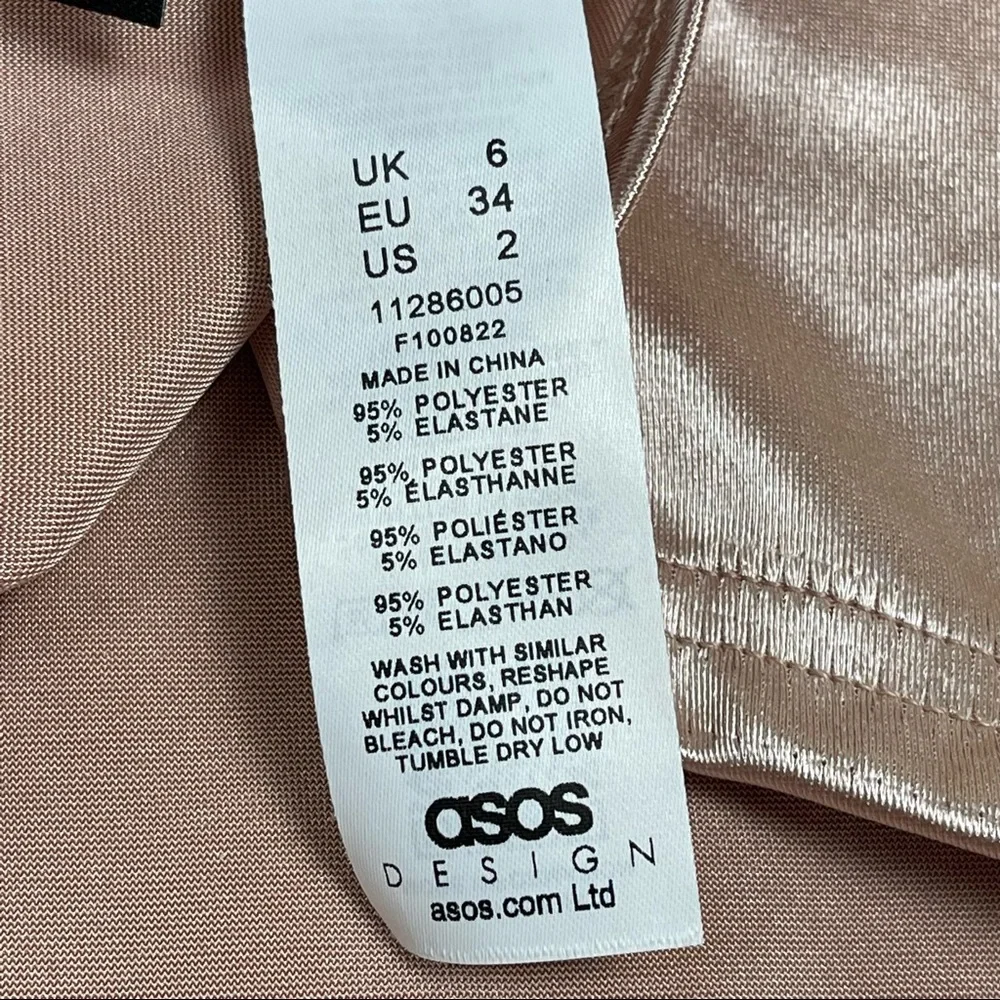 UK 6
EU 34
US 2
11286005
F100822
MADE IN CHINA
95% POLYESTER
5% ELASTANE
95% POLYESTER
5% ÉLASTHANNE
95% POLIÉSTER
5% ELASTANO
95% POLYESTER
5% ELASTHAN
WASH WITH SIMILAR
COLOURS, RESHAPE
WHILST DAMP, DO NOT
BLEACH, DO NOT IRON,
TUMBLE DRY LOW
asos
DESIGN
asos.com Ltd